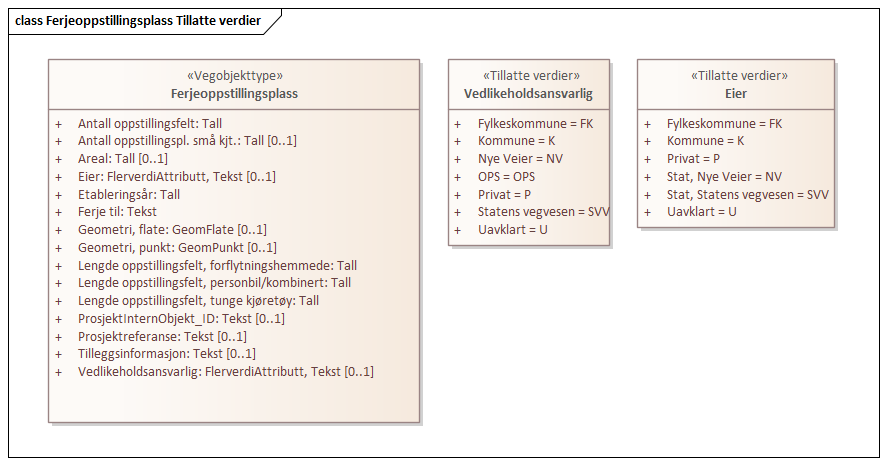 class Ferjeoppstillingsplass Tillatte verdier
«Vegobjekttype»
Ferjeoppstillingsplass
+ Antall oppstillingsfelt: Tall
+ Antall oppstillingspl. små kjt.: Tall [0..1]
+ Areal: Tall [0..1]
+ Eier: FlerverdiAttributt, Tekst [0..1]
+ Etableringsår: Tall
+ Ferje til: Tekst
+ Geometri, flate: GeomFlate [0..1]
+ Geometri, punkt: GeomPunkt [0..1]
+ Lengde oppstillingsfelt, forflytningshemmede: Tall
+ Lengde oppstillingsfelt, personbil/kombinert: Tall
+ Lengde oppstillingsfelt, tunge kjøretøy: Tall
+ ProsjektInternObjekt_ID: Tekst [0..1]
+ Prosjektreferanse: Tekst [0..1]
+ Tilleggsinformasjon: Tekst [0..1]
+ Vedlikeholdsansvarlig: FlerverdiAttributt, Tekst [0..1]
«Tillatte verdier»
Vedlikeholdsansvarlig
+ Fylkeskommune = FK
+ Kommune = K
+ Nye Veier = NV
+ OPS = OPS
+ Privat = P
+ Statens vegvesen = SVV
+ Uavklart = U
«Tillatte verdier»
Eier
+ Fylkeskommune = FK
+ Kommune = K
+ Privat = P
+ Stat, Nye Veier = NV
+ Stat, Statens vegvesen = SVV
+ Uavklart = U